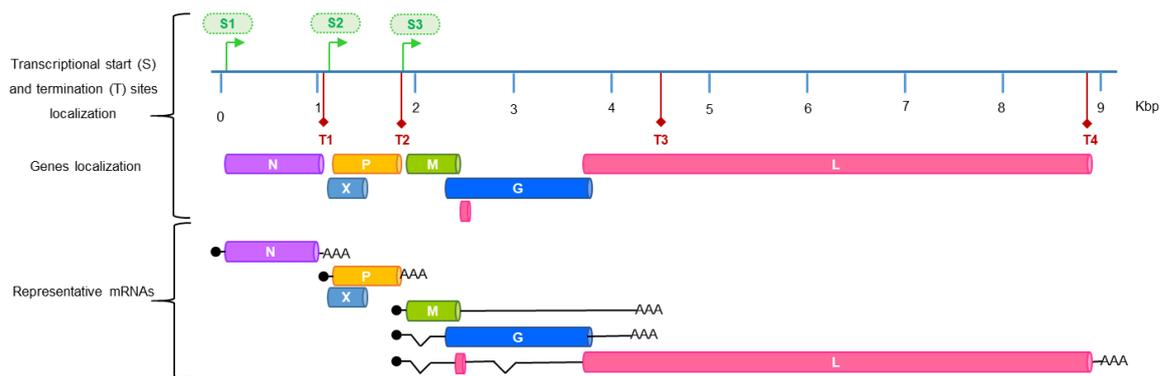 S1
S2
S3
Transcriptional start (S)
and termination (T) sites
localization
0
1
2
3
4
5
6
7
8
9
Kbp
T1
T2
T3
T4
Genes localization
N
P
M
L
X
G
Representative mRNAs
N
AAA
P
AAA
X
M
AAA
G
AAA
L
AAA